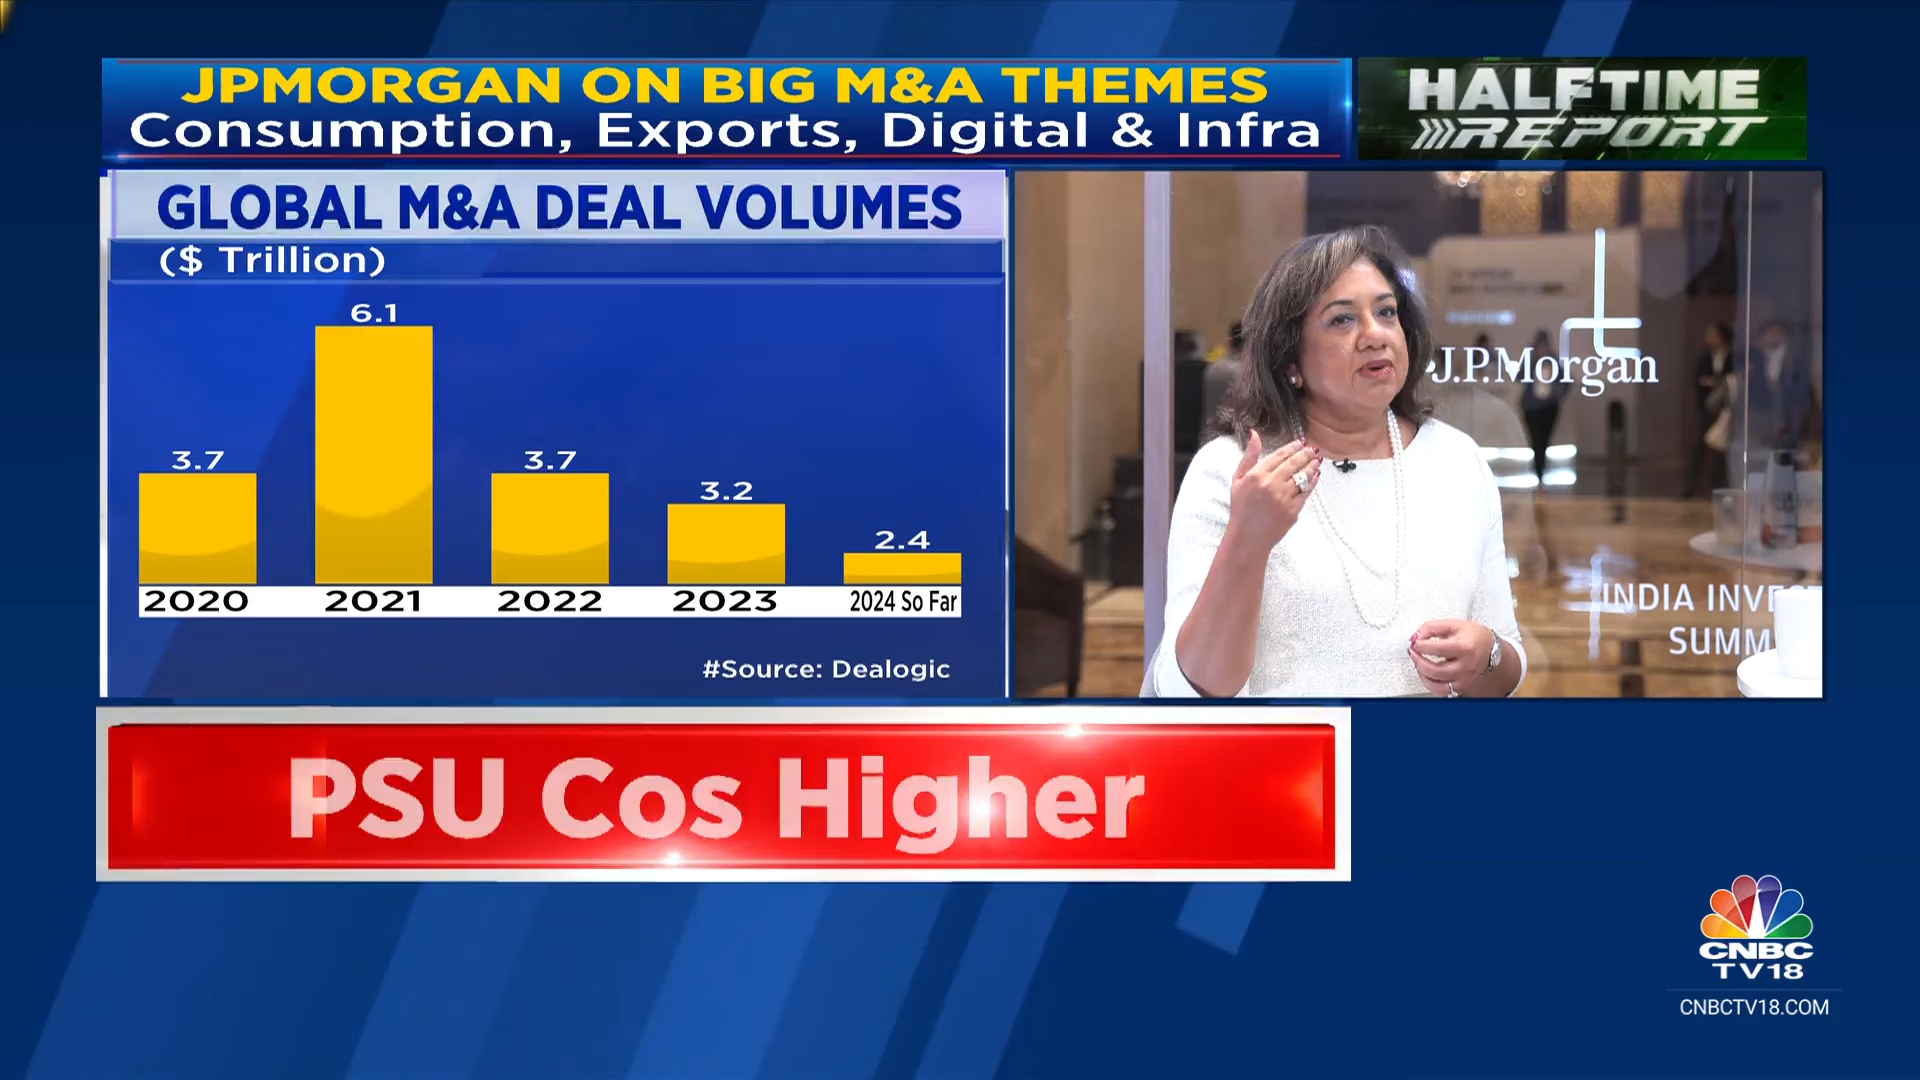 JPMORGAN ON BIG M&A THEMES
Consumption, Exports, Digital & Infra
HALFTIME
REPORT
GLOBAL M&A DEAL VOLUMES
($ Trillion)
3.7
6.1
3.7
3.2
2.4
2020
2021
2022
2023
2024 So Far
#Source: Dealogic
J.P.Morgan
INDIA
SUMM
PSU Cos Higher
CNBC
TV18
CNBCTV18.COM